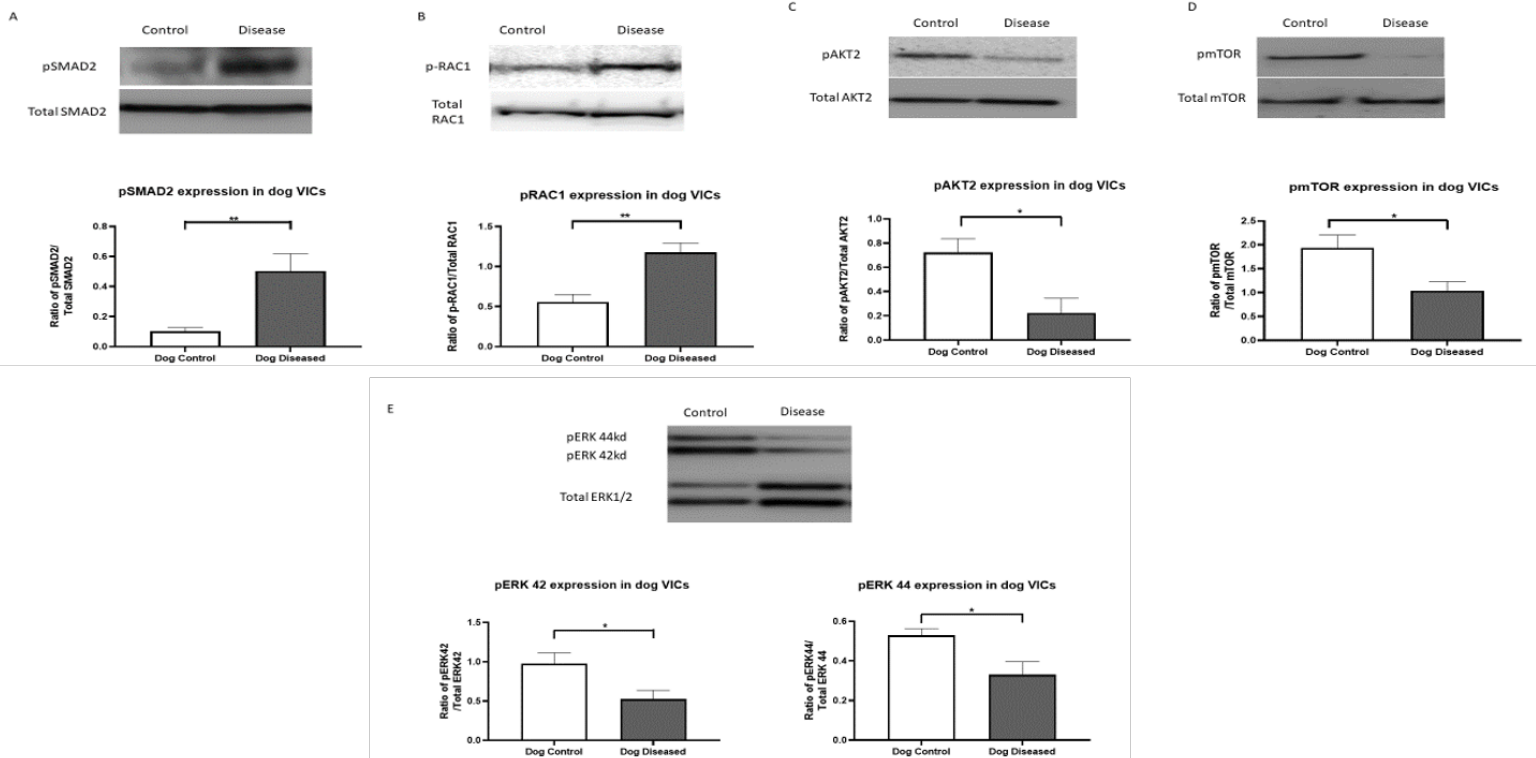 A
Control Disease
pSMAD2
Total SMAD2
pSMAD2 expression in dog VICs
Ratio of pSMAD2/
Total SMAD2
0.8
0.6
0.4
0.2
0.0
**
Dog Control Dog Diseased
B
Control Disease
p-RAC1
Total
RAC1
pRAC1 expression in dog VICs
Ratio of p-RAC1/Total RAC1
1.5
1.0
0.5
0.0
**
Dog Control Dog Diseased
C
Control Disease
pAKT2
Total AKT2
pAKT2 expression in dog VICs
Ratio of pAKT2/Total AKT2
1.0
0.8
0.6
0.4
0.2
0.0
*
Dog Control Dog Diseased
D
Control Disease
pmTOR
Total mTOR
pmTOR expression in dog VICs
Ratio of pmTOR
/Total mTOR
2.5
2.0
1.5
1.0
0.5
0.0
*
Dog Control Dog Diseased
E
Control Disease
pERK 44kd
pERK 42kd
Total ERK1/2
pERK 42 expression in dog VICs
Ratio of pERK42
/Total ERK42
1.5
1.0
0.5
0.0
*
Dog Control Dog Diseased
pERK 44 expression in dog VICs
Ratio of pERK44/
Total ERK 44
0.6
0.4
0.2
0.0
*
Dog Control Dog Diseased